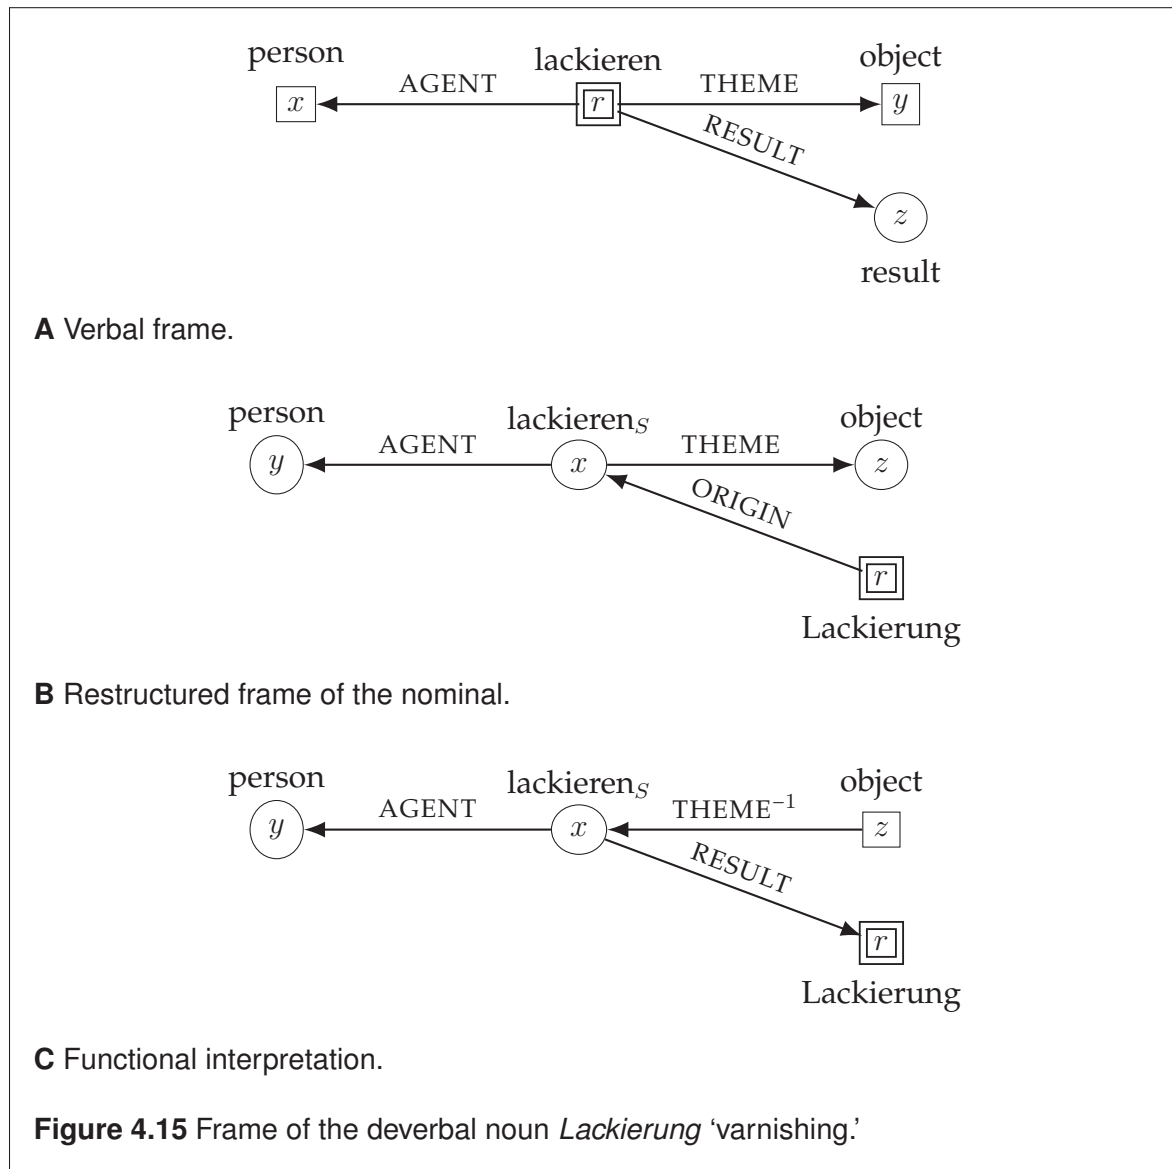 person lackieren object
x AGENT r THEME y
RESULT
z
result
A Verbal frame.
person lackierenS object
y AGENT x THEME z
ORIGIN
r
Lackierung
B Restructured frame of the nominal.
person lackierenS object
y AGENT x THEME−1 z
RESULT
r
Lackierung
C Functional interpretation.
Figure 4.15 Frame of the deverbal noun Lackierung ‘varnishing.’